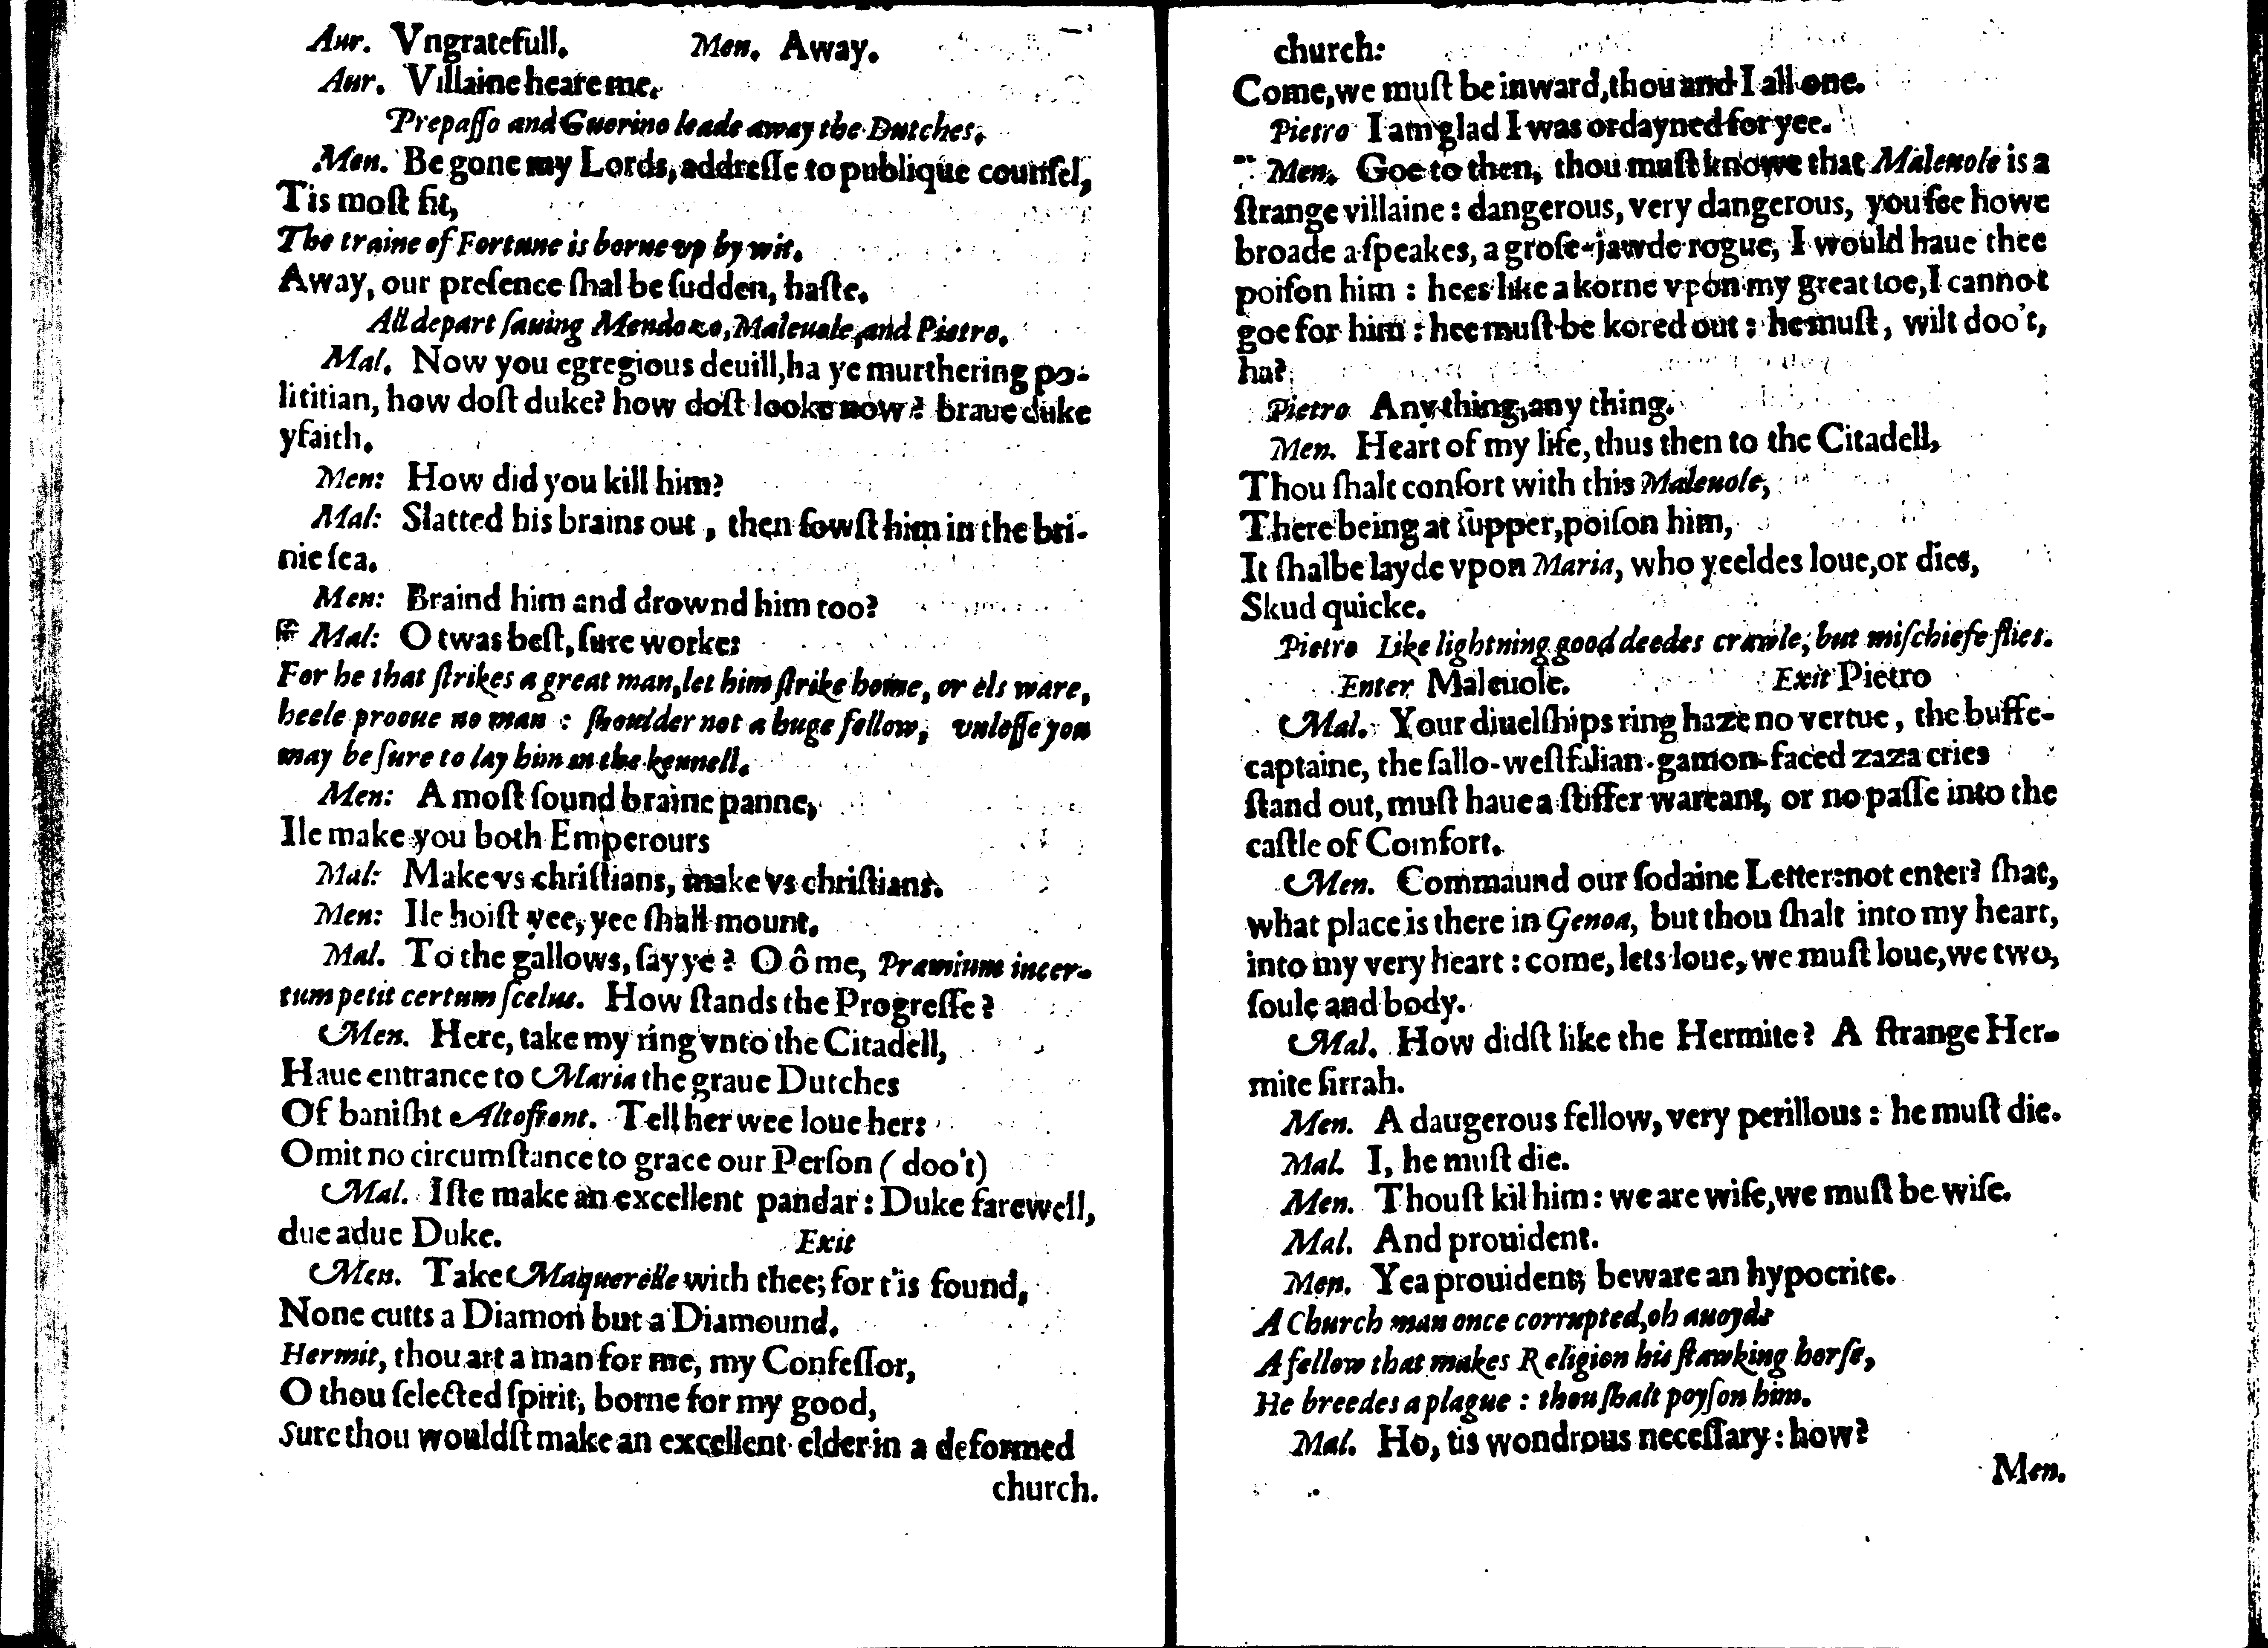 Aur. Vngratefull. Men. Away.
Aur. Villaine heare me.
Prepaſſo and Guerino leade away the Dutches.
Men. Be gone my Lords, addreſſe to publique counſel,
Tis moſt fit,
The traine of Fortune is borne vp by wit.
Away, our preſence ſhal be ſudden, haſte.
All depart ſauing Mendozo, Maleuole, and Pietro.
Mal. Now you egregious deuill, ha ye murthering po-
lititian, how doſt duke? how doſt looke now? braue duke
yfaith.
Men: How did you kill him?
Mal: Slatted his brains out, then ſowſt him in the bri-
nie ſea.
Men: Braind him and drownd him too?
Mal: O twas beſt, ſure worke:
For he that ſtrikes a great man, let him ſtrike home, or els ware,
heele prooue no man: ſhoulder not a huge fellow, vnleſſe you
may be ſure to lay him in the kennell.
Men: A moſt ſound braine panne,
Ile make you both Emperours
Mal: Make vs chriſtians, make vs chriſtians.
Men: Ile hoiſt yee, yee ſhall mount.
Mal. To the gallows, ſay ye? O ô me, Præmium incer-
tum petit certum ſcelus. How ſtands the Progreſſe?
Men. Here, take my ring vnto the Citadell,
Haue entrance to Maria the graue Dutches
Of baniſht Altofront. Tell her wee loue her:
Omit no circumſtance to grace our Perſon (doo't)
Mal. Iſte make an excellent pandar: Duke farewell,
due adue Duke. Exit
Men. Take Maquerelle with thee; for t'is found,
None cutts a Diamon but a Diamound.
Hermit, thou art a man for me, my Confeſſor,
O thou ſelected ſpirit, borne for my good,
Sure thou wouldſt make an excellent elder in a deformed
church.
church:
Come, we muſt be inward, thou and I all one.
Pietro I am glad I was ordayned for yee.
Men. Goe to then, thou muſt knowe that Maleuole is a
ſtrange villaine: dangerous, very dangerous, you ſee howe
broade a ſpeakes, a groſe-jawde rogue, I would haue thee
poiſon him: hees like a korne vpon my great toe, I cannot
goe for him: hee muſt be kored out: he muſt, wilt doo't,
ha?
Pietro Any thing, any thing.
Men. Heart of my life, thus then to the Citadell,
Thou ſhalt conſort with this Maleuole,
There being at ſupper, poiſon him,
It ſhalbe layde vpon Maria, who yeeldes loue, or dies,
Skud quicke.
Pietro Like lightning good deedes crawle, but miſchiefe flies.
Enter Maleuole. Exit Pietro
Mal. Your diuelſhips ring haze no vertue, the buffe-
captaine, the ſallo-weſtfalian-gamon-faced zaza cries
ſtand out, muſt haue a ſtiffer warrant, or no paſſe into the
caſtle of Comfort.
Men. Commaund our ſodaine Letter: not enter? ſhat,
what place is there in Genoa, but thou ſhalt into my heart,
into my very heart: come, lets loue, we muſt loue, we two,
ſoule and body.
Mal. How didſt like the Hermite? A ſtrange Her-
mite ſirrah.
Men. A daugerous fellow, very perillous: he muſt die.
Mal. I, he muſt die.
Men. Thouſt kil him: we are wiſe, we muſt be wiſe.
Mal. And prouident.
Men. Yea prouident; beware an hypocrite.
A Church man once corrupted, oh auoyd:
A fellow that makes Religion his ſtawking horſe,
He breedes a plague: thou ſhalt poyſon him.
Mal. Ho, tis wondrous neceſſary: how?
Men.